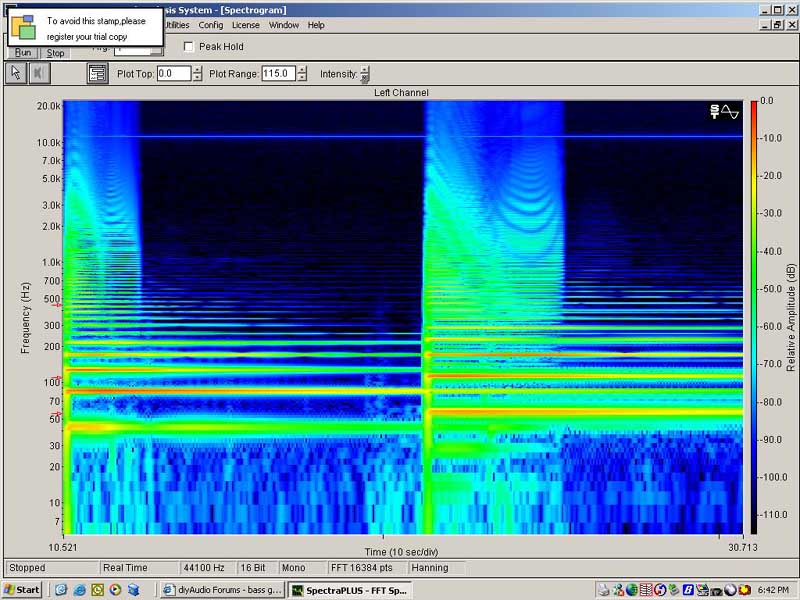 To avoid this stamp,please
register your trial copy
System - [Spectrogram]
Utilities Config License Window Help
Run Stop Avg: Peak Hold
Plot Top: 0.0 Plot Range: 115.0 Intensity:
Left Channel
20.0k
10.0k
7.0k
5.0k
3.0k
2.0k
1.0k
700
500
300
200
100
70
50
30
20
10
7
Frequency (Hz)
S
T
0.0
-10.0
-20.0
-30.0
-40.0
-50.0
-60.0
-70.0
-80.0
-90.0
-100.0
-110.0
Relative Amplitude (dB)
10.521 Time (10 sec/div) 30.713
Stopped Real Time 44100 Hz 16 Bit Mono FFT 16384 pts Hanning
Start diyAudio Forums - bass g... SpectraPLUS - FFT Sp... 6:42 PM